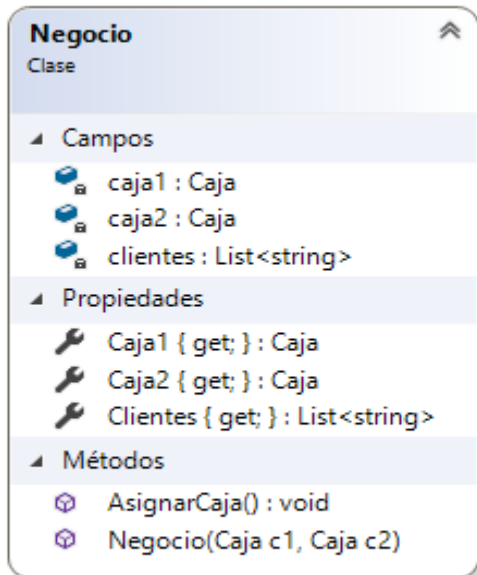 Negocio
Clase
Campos
caja1 : Caja
caja2 : Caja
clientes : List<string>
Propiedades
Caja1 { get; } : Caja
Caja2 { get; } : Caja
Clientes { get; } : List<string>
Métodos
AsignarCaja() : void
Negocio(Caja c1, Caja c2)